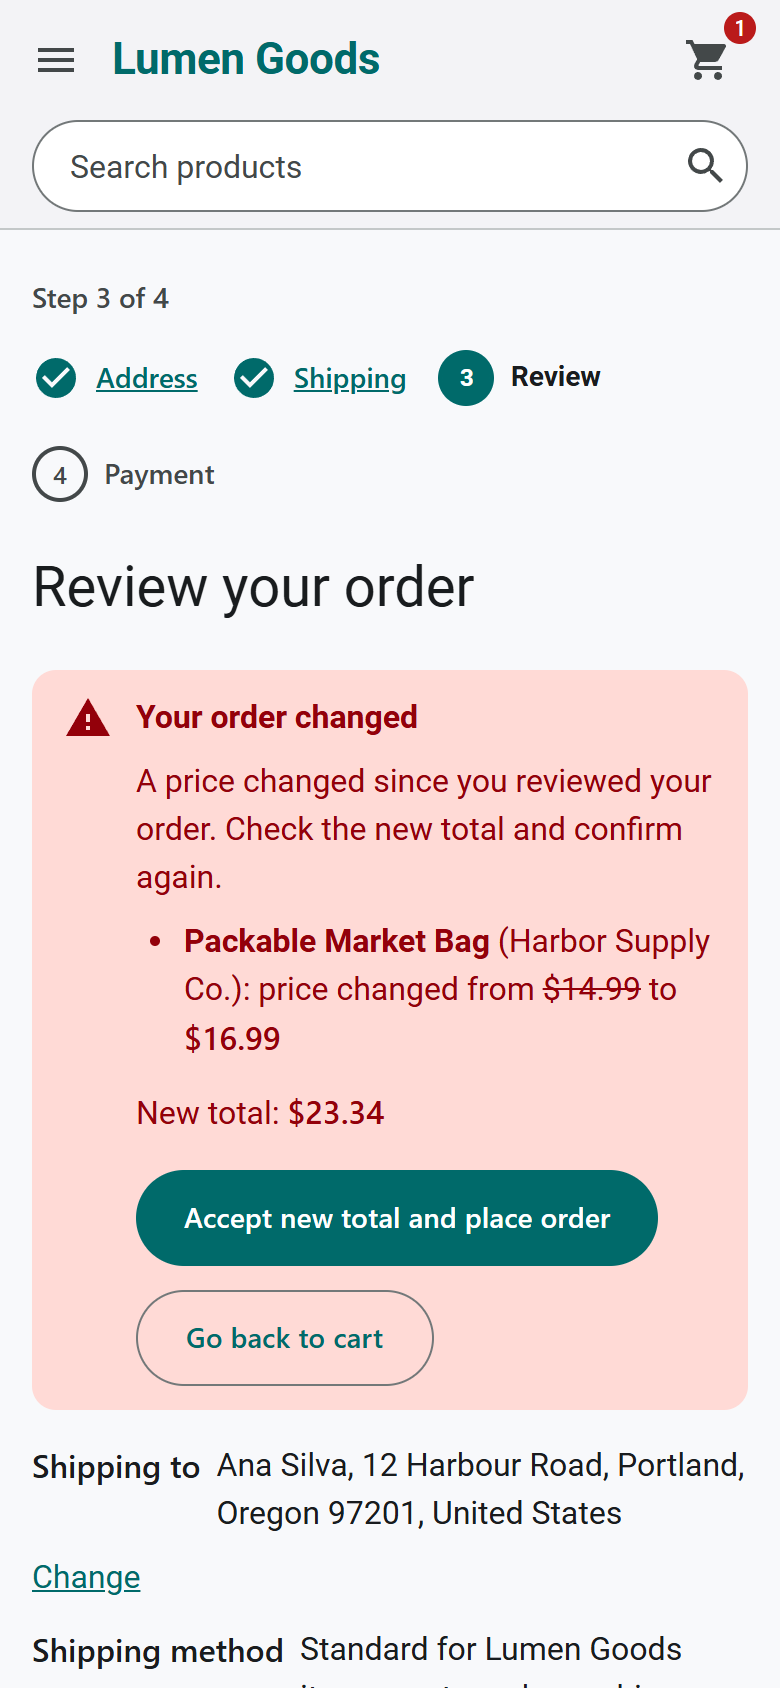 Lumen Goods
1
Search products
Step 3 of 4
Address
Shipping
3
Review
4
Payment
Review your order
Your order changed
A price changed since you reviewed your
order. Check the new total and confirm
again.
• Packable Market Bag (Harbor Supply
Co.): price changed from $14.99 to
$16.99
New total: $23.34
Accept new total and place order
Go back to cart
Shipping to Ana Silva, 12 Harbour Road, Portland,
Oregon 97201, United States
Change
Shipping method Standard for Lumen Goods